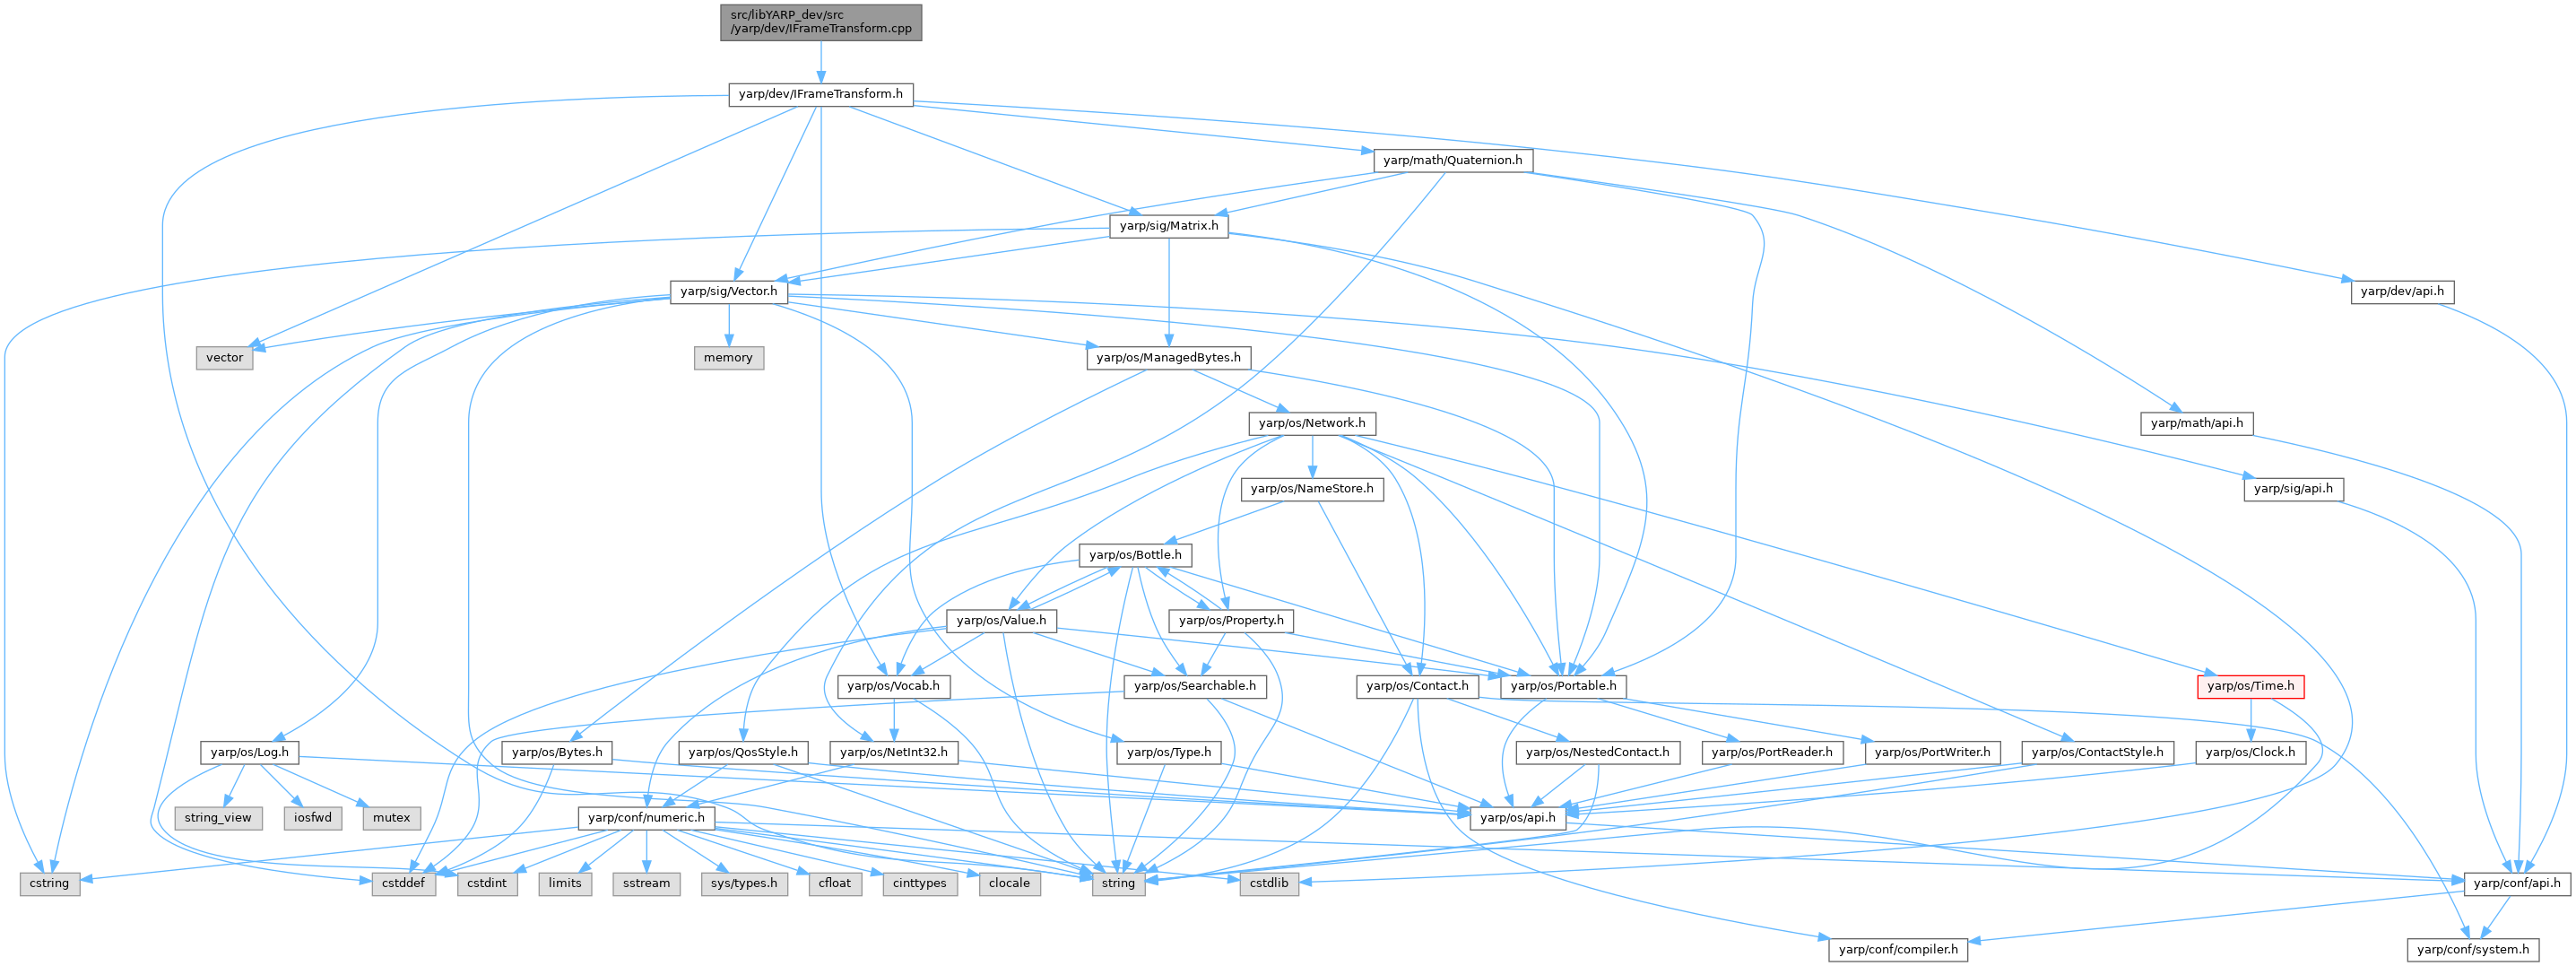 src/libYARP_dev/src
/yarp/dev/IFrameTransform.cpp
yarp/dev/IFrameTransform.h
yarp/math/Quaternion.h
yarp/sig/Matrix.h
yarp/sig/Vector.h
yarp/dev/api.h
vector
memory
yarp/os/ManagedBytes.h
yarp/os/Network.h
yarp/math/api.h
yarp/os/NameStore.h
yarp/sig/api.h
yarp/os/Bottle.h
yarp/os/Value.h
yarp/os/Property.h
yarp/os/Vocab.h
yarp/os/Searchable.h
yarp/os/Contact.h
yarp/os/Portable.h
yarp/os/Time.h
yarp/os/Log.h
yarp/os/Bytes.h
yarp/os/QosStyle.h
yarp/os/NetInt32.h
yarp/os/Type.h
yarp/os/NestedContact.h
yarp/os/PortReader.h
yarp/os/PortWriter.h
yarp/os/ContactStyle.h
yarp/os/Clock.h
string_view
iosfwd
mutex
yarp/conf/numeric.h
yarp/os/api.h
cstring
cstddef
cstdint
limits
sstream
sys/types.h
cfloat
cinttypes
clocale
string
cstdlib
yarp/conf/api.h
yarp/conf/compiler.h
yarp/conf/system.h